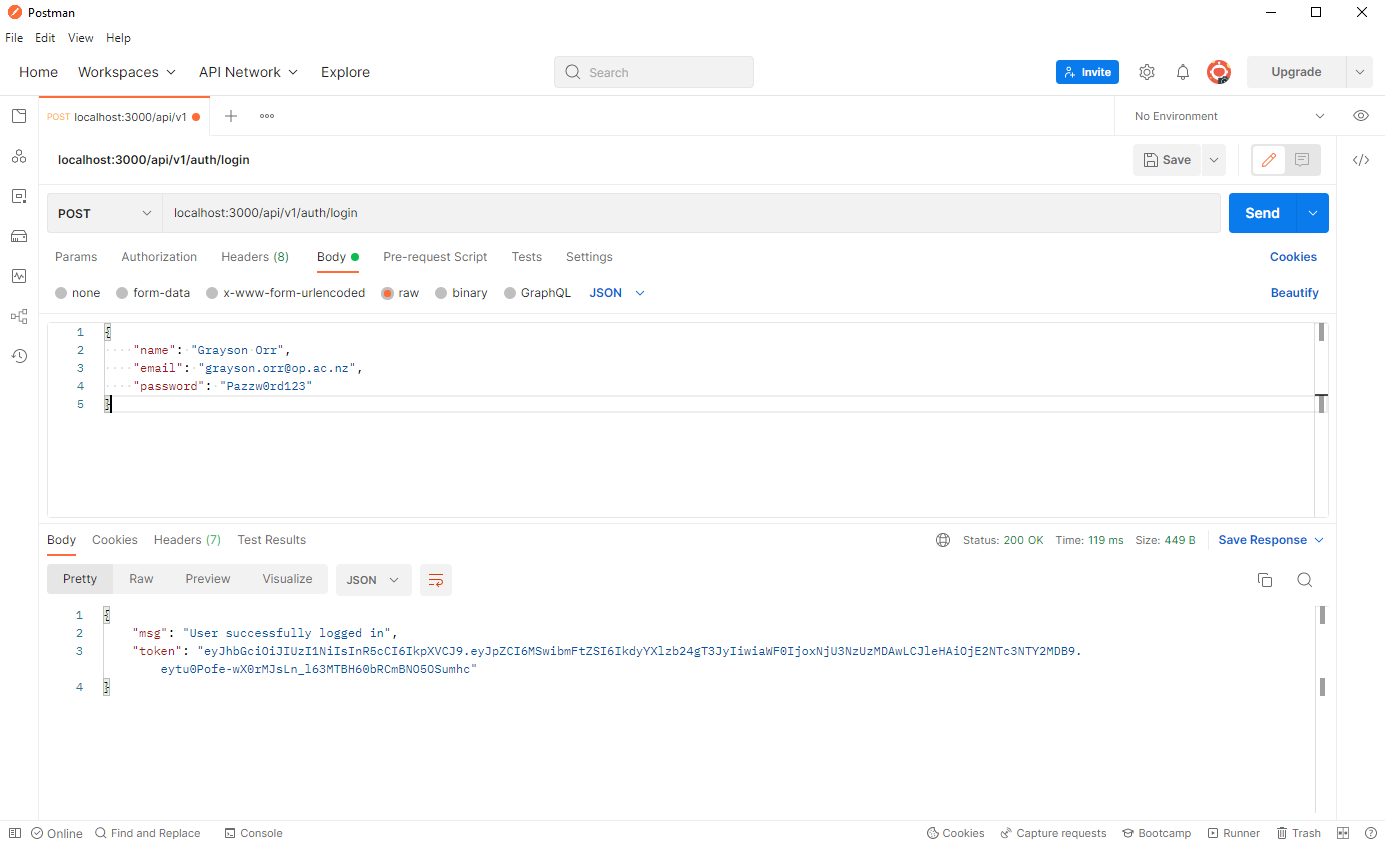 Postman
File Edit View Help
Home Workspaces API Network Explore Search Invite Upgrade
POST localhost:3000/api/v1 No Environment
localhost:3000/api/v1/auth/login Save
POST localhost:3000/api/v1/auth/login Send
Params Authorization Headers (8) Body Pre-request Script Tests Settings Cookies
none form-data x-www-form-urlencoded raw binary GraphQL JSON Beautify
1 {
2 "name": "Grayson Orr",
3 "email": "grayson.orr@op.ac.nz",
4 "password": "Pazzw0rd123"
5 }
Body Cookies Headers (7) Test Results Status: 200 OK Time: 119 ms Size: 449 B Save Response
Pretty Raw Preview Visualize JSON
1 {
2 "msg": "User successfully logged in",
3 "token": "eyJhbGciOiJIUzI1NiIsInR5cCI6IkpXVCJ9.eyJpZCI6MSwibmFtZSI6IkdyYXlzb24gT3JyIiwiaWF0IjoxNjU3NzUzMDAwLCJleHAiOjE2NTc3NTY2MDB9.
eytu0Pofe-wX0rMJsLn_l63MTBH60bRCmBNO5OSumhc"
4 }
Online Find and Replace Console Cookies Capture requests Bootcamp Runner Trash